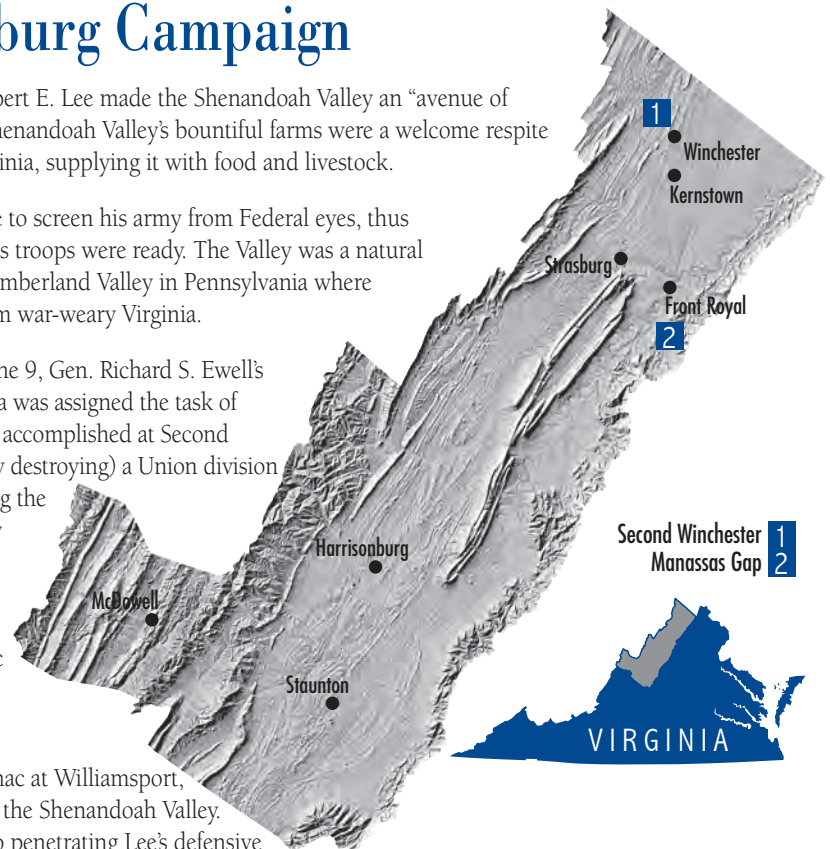 burg Campaign
bert E. Lee made the Shenandoah Valley an “avenue of
henandoah Valley’s bountiful farms were a welcome respite
inia, supplying it with food and livestock.
e to screen his army from Federal eyes, thus
s troops were ready. The Valley was a natural
mberland Valley in Pennsylvania where
m war-weary Virginia.
ne 9, Gen. Richard S. Ewell’s
a was assigned the task of
accomplished at Second
y destroying) a Union division
g the
c
nac at Williamsport,
the Shenandoah Valley.
o penetrating Lee’s defensive
1
Winchester
Kernstown
Strasburg
Front Royal
2
Harrisonburg
McDowell
Staunton
Second Winchester 1
Manassas Gap 2
VIRGINIA